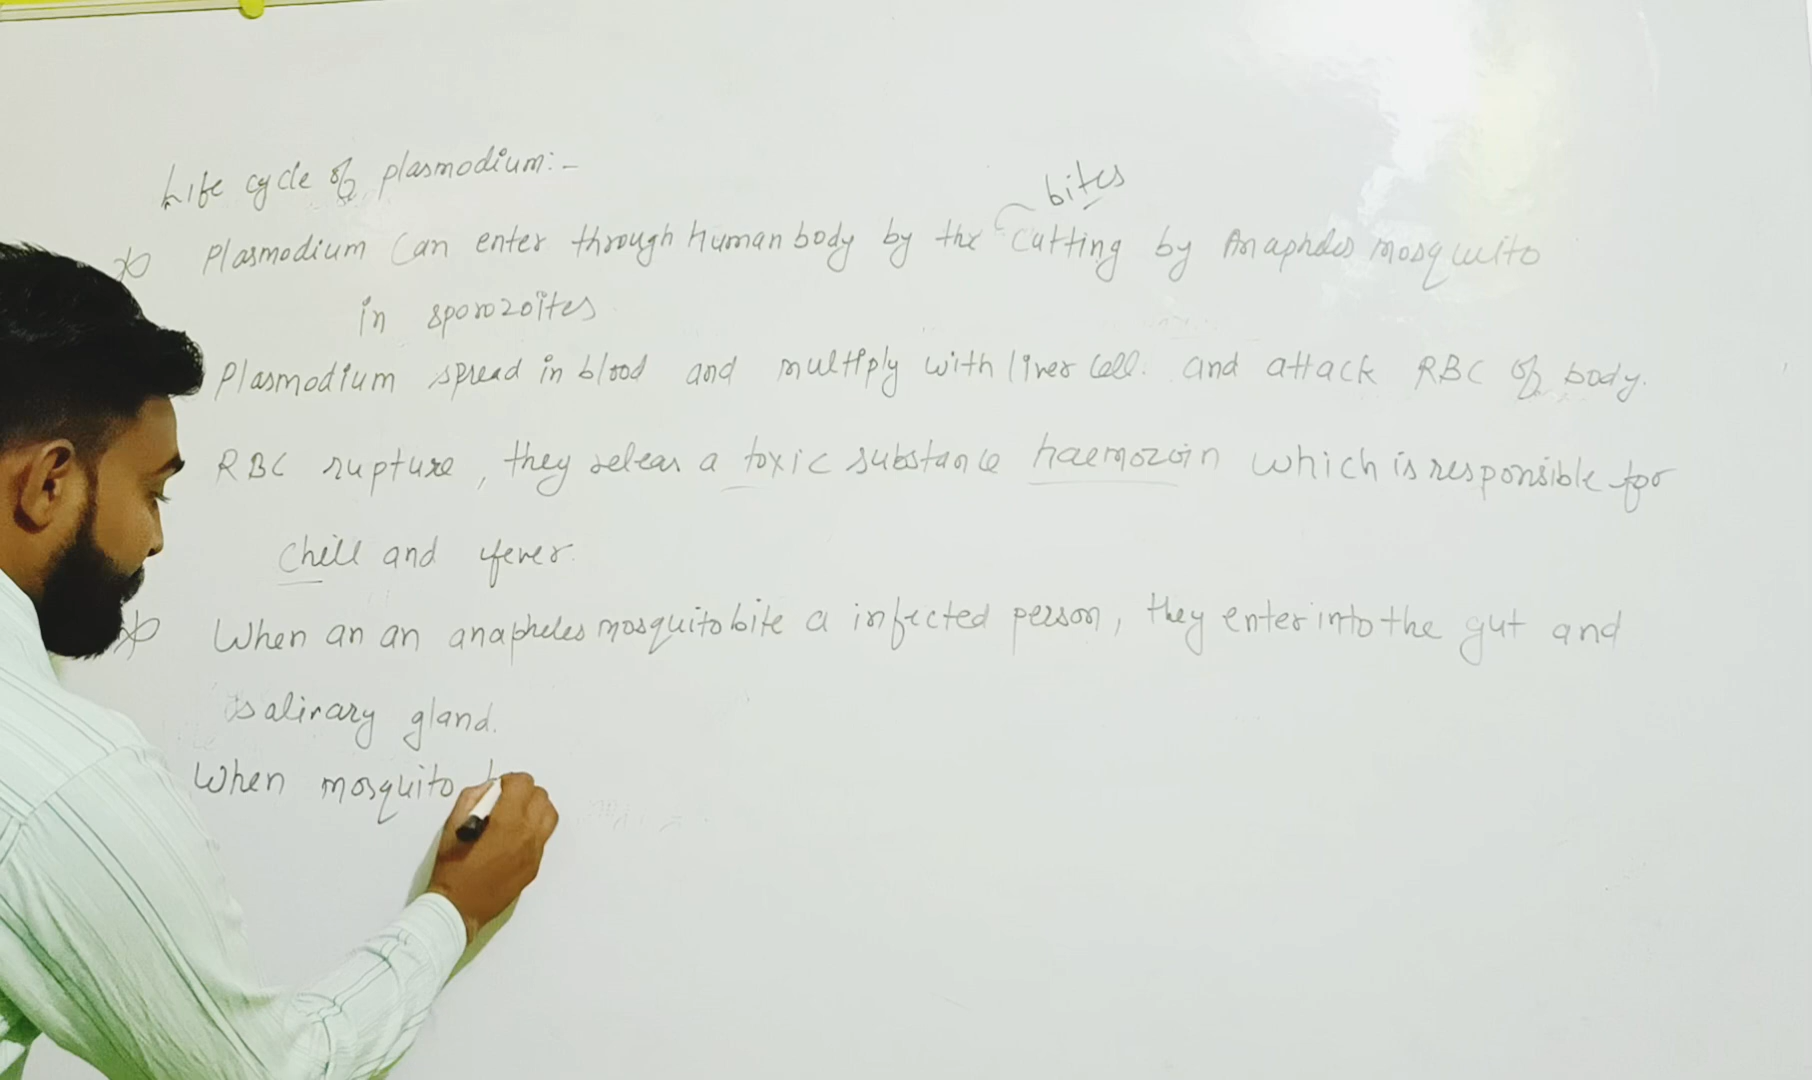 Life cycle of plasmodium:-
bites
Plasmodium Can enter through human body by the Cutting by Anapheles mosquito
in sporozoites
Plasmodium spread in blood and multiply with liver Cell. and attack RBC of body.
RBC rupture, they releas a toxic substance haemozoin which is responsible for
chill and fever.
When an an anapheles mosquito bite a infected person, they enter into the gut and
salivary gland.
When mosquito